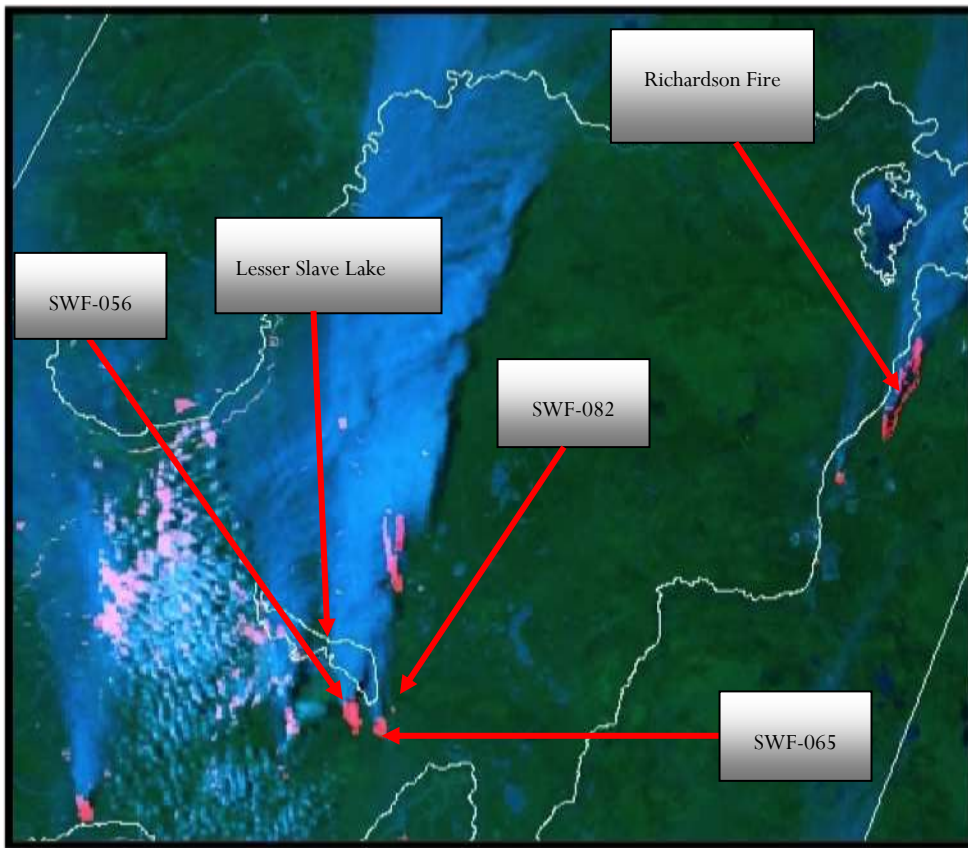 Richardson Fire
Lesser Slave Lake
SWF-056
SWF-082
SWF-065